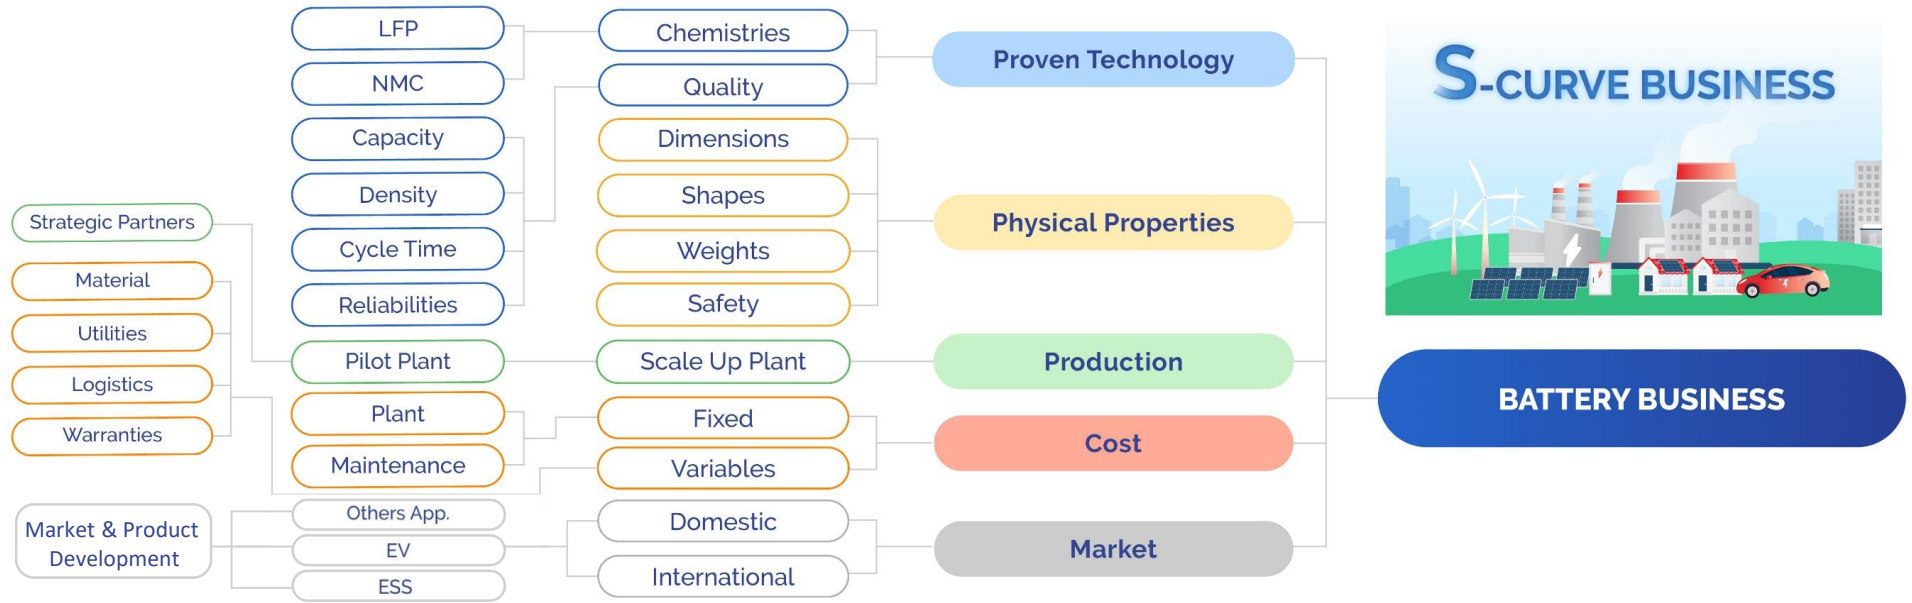 LFP
NMC
Capacity
Density
Cycle Time
Reliabilities
Pilot Plant
Plant
Maintenance
Others App.
EV
ESS
Strategic Partners
Material
Utilities
Logistics
Warranties
Market & Product
Development
Chemistries
Quality
Dimensions
Shapes
Weights
Safety
Scale Up Plant
Fixed
Variables
Domestic
International
Proven Technology
Physical Properties
Production
Cost
Market
S-CURVE BUSINESS
BATTERY BUSINESS